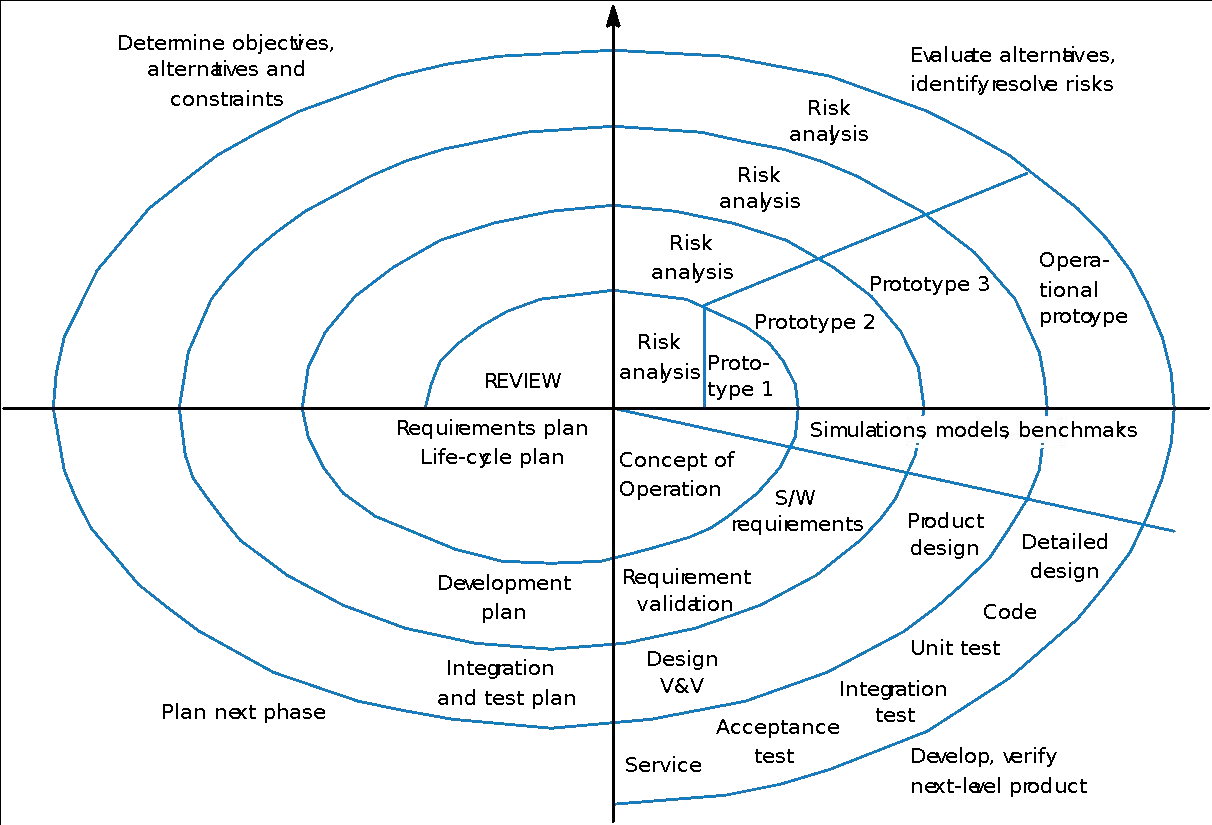 Determine objectives,
alternatives and
constraints
Evaluate alternatives,
identify, resolve risks
Risk
analysis
Risk
analysis
Risk
analysis
Risk
analysis
REVIEW
Proto-
type 1
Prototype 2
Prototype 3
Opera-
tional
prototype
Requirements plan
Life-cycle plan
Concept of
Operation
Simulations, models, benchmarks
S/W
requirements
Product
design
Detailed
design
Development
plan
Requirement
validation
Code
Unit test
Integration
and test plan
Design
V&V
Integration
test
Acceptance
test
Plan next phase
Service
Develop, verify
next-level product